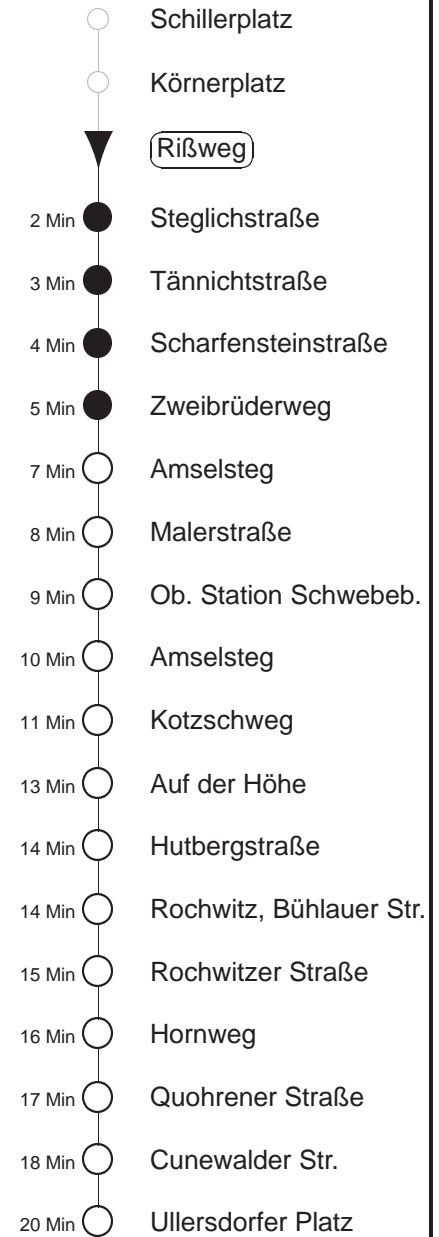 Schillerplatz
Körnerplatz
Rißweg
2 Min Steglichstraße
3 Min Tännichtstraße
4 Min Scharfensteinstraße
5 Min Zweibrüderweg
7 Min Amselsteg
8 Min Malerstraße
9 Min Ob. Station Schwebeb.
10 Min Amselsteg
11 Min Kotzschweg
13 Min Auf der Höhe
14 Min Hutbergstraße
14 Min Rochwitz, Bühlauer Str.
15 Min Rochwitzer Straße
16 Min Hornweg
17 Min Quohrener Straße
18 Min Cunewalder Str.
20 Min Ullersdorfer Platz